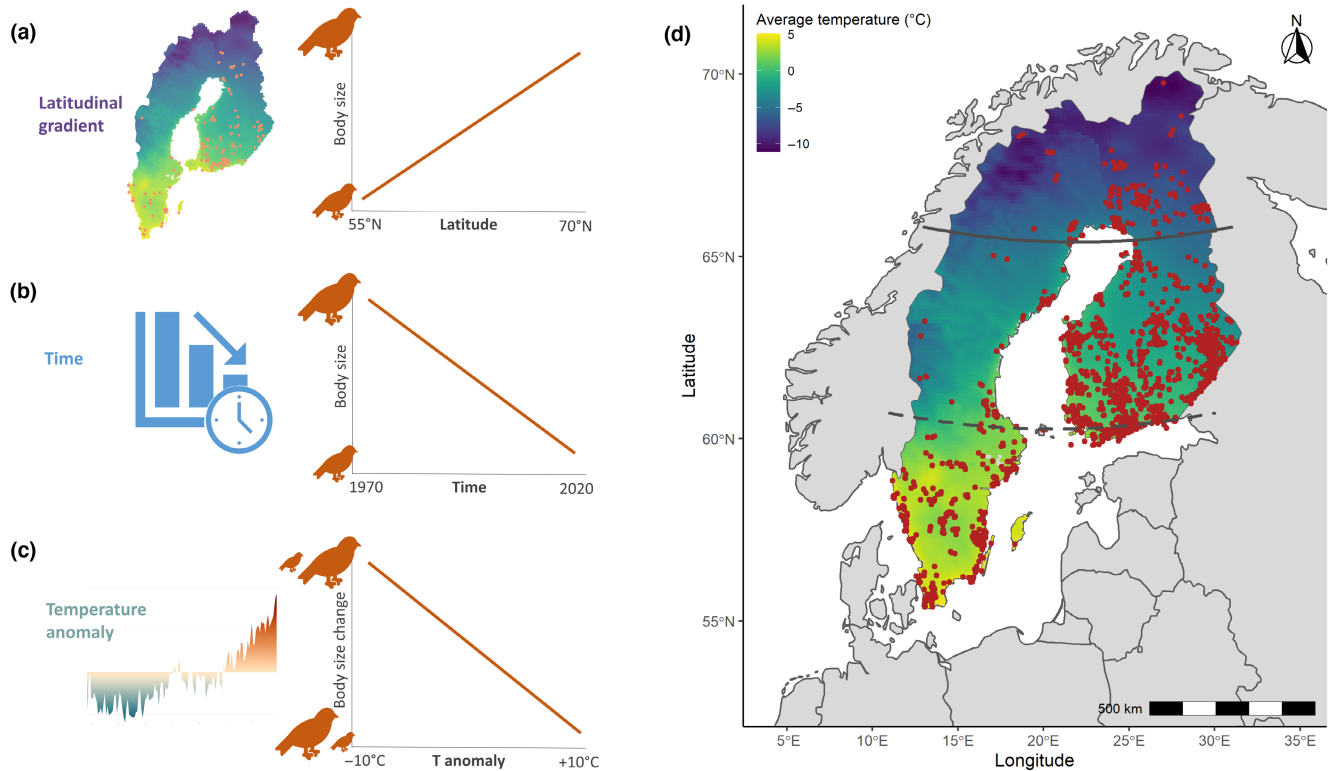 (a)
Latitudinal
gradient
Body size
55°N
Latitude
70°N
(b)
Time
Body size
1970
Time
2020
(c)
Temperature
anomaly
Body size change
−10°C
T anomaly
+10°C
(d)
Average temperature (°C)
5
0
−5
−10
N
70°N
65°N
60°N
55°N
Latitude
500 km
5°E
10°E
15°E
20°E
25°E
30°E
35°E
Longitude